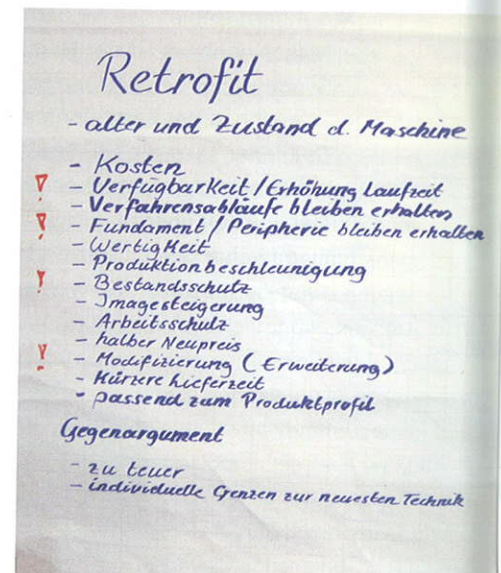 Retrofit
- alter und Zustand d. Maschine
- Kosten
! - Verfügbarkeit / Erhöhung Laufzeit
- Verfahrensabläufe bleiben erhalten
! - Fundament / Peripherie bleiben erhalten
- Wertigkeit
- Produktionbeschleunigung
! - Bestandsschutz
- Imagesteigerung
- Arbeitsschutz
- halber Neupreis
! - Modifizierung ( Erweiterung )
- Kürzere Lieferzeit
- passend zum Produktprofil
Gegenargument
- zu teuer
- individuelle Grenzen zur neuesten Technik